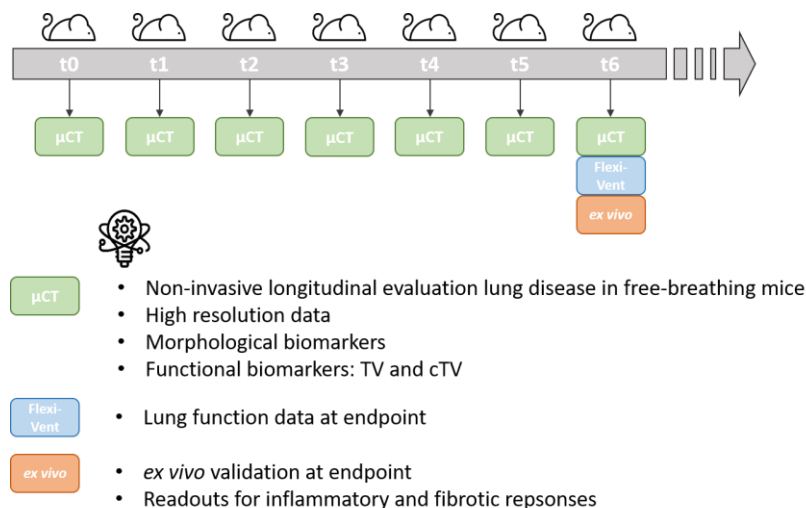 t0 t1 t2 t3 t4 t5 t6
µCT µCT µCT µCT µCT µCT µCT
Flexi-
Vent
ex vivo
µCT
• Non-invasive longitudinal evaluation lung disease in free-breathing mice
• High resolution data
• Morphological biomarkers
• Functional biomarkers: TV and cTV
Flexi-
Vent
• Lung function data at endpoint
ex vivo
• ex vivo validation at endpoint
• Readouts for inflammatory and fibrotic repsonses